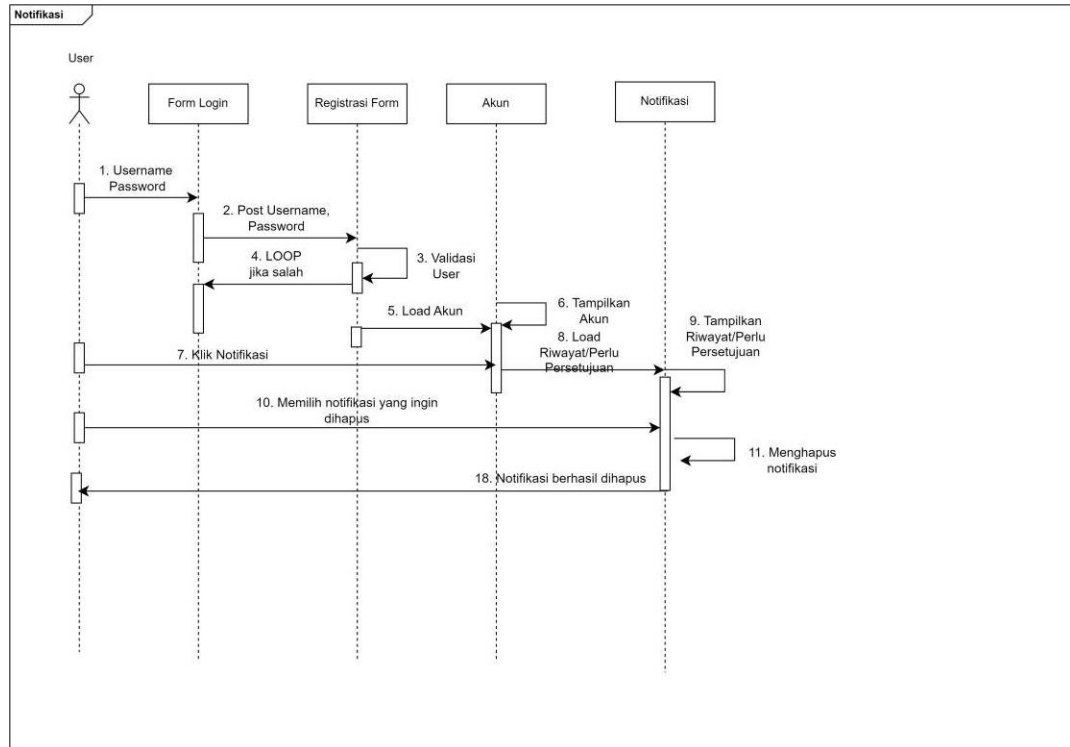 Notifikasi
User
Form Login
Registrasi Form
Akun
Notifikasi
1. Username
Password
2. Post Username,
Password
3. Validasi
User
4. LOOP
jika salah
5. Load Akun
6. Tampilkan
Akun
7. Klik Notifikasi
8. Load
Riwayat/Perlu
Persetujuan
9. Tampilkan
Riwayat/Perlu
Persetujuan
10. Memilih notifikasi yang ingin
dihapus
11. Menghapus
notifikasi
18. Notifikasi berhasil dihapus